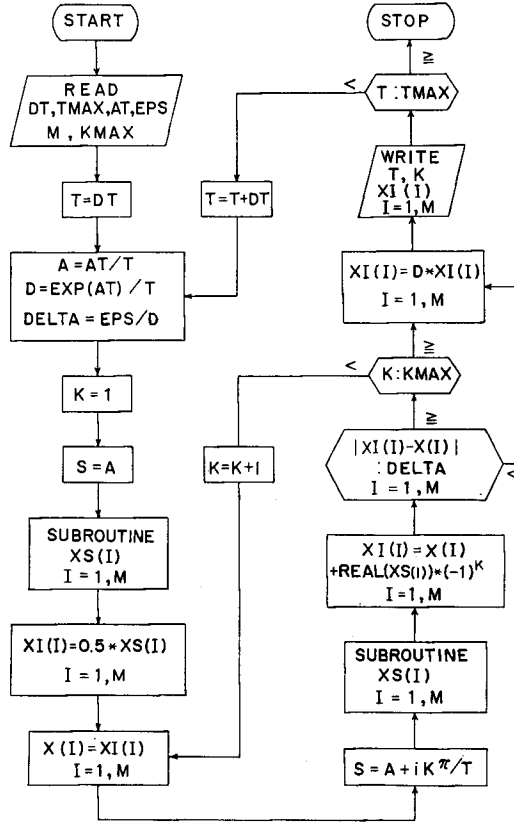 START
READ
DT,TMAX,AT,EPS
M , KMAX
T=DT
A = AT/T
D=EXP(AT) / T
DELTA = EPS/D
K = 1
S = A
SUBROUTINE
XS(I)
I = 1,M
XI(I)=0.5*XS(I)
I = 1,M
X(I)=XI(I)
I=1,M
T=T+DT
<
K=K+1
<
STOP
≧
T : TMAX
WRITE
T, K
XI(I)
I=1,M
XI(I)=D*XI(I)
I=1,M
≧
K:KMAX
≧
|XI(I)-X(I)|
: DELTA
I = 1,M
<
XI(I)=X(I)
+REAL(XS(I))*(-1)ᴷ
I=1,M
SUBROUTINE
XS(I)
I = 1,M
S=A+iKπ/T